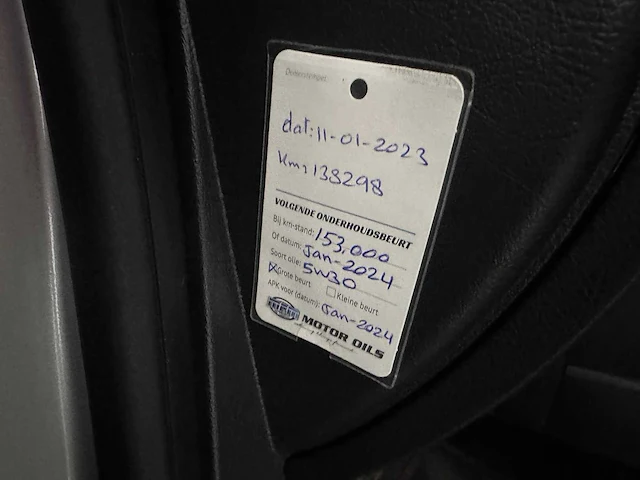 Onderstempel
dat: 11-01-2023
Km: 138298
VOLGENDE ONDERHOUDSBEURT
Bij km-stand: 153.000
Of datum: Jan-2024
Soort olie: 5W30
Grote beurt Kleine beurt
APK voor (datum): Jan-2024
MOTOR OILS